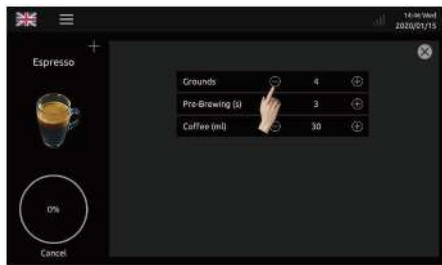 14:46 Wed
2020/01/15
Espresso
Grounds 4
Pre-Brewing (s) 3
Coffee (ml) 30
0%
Cancel